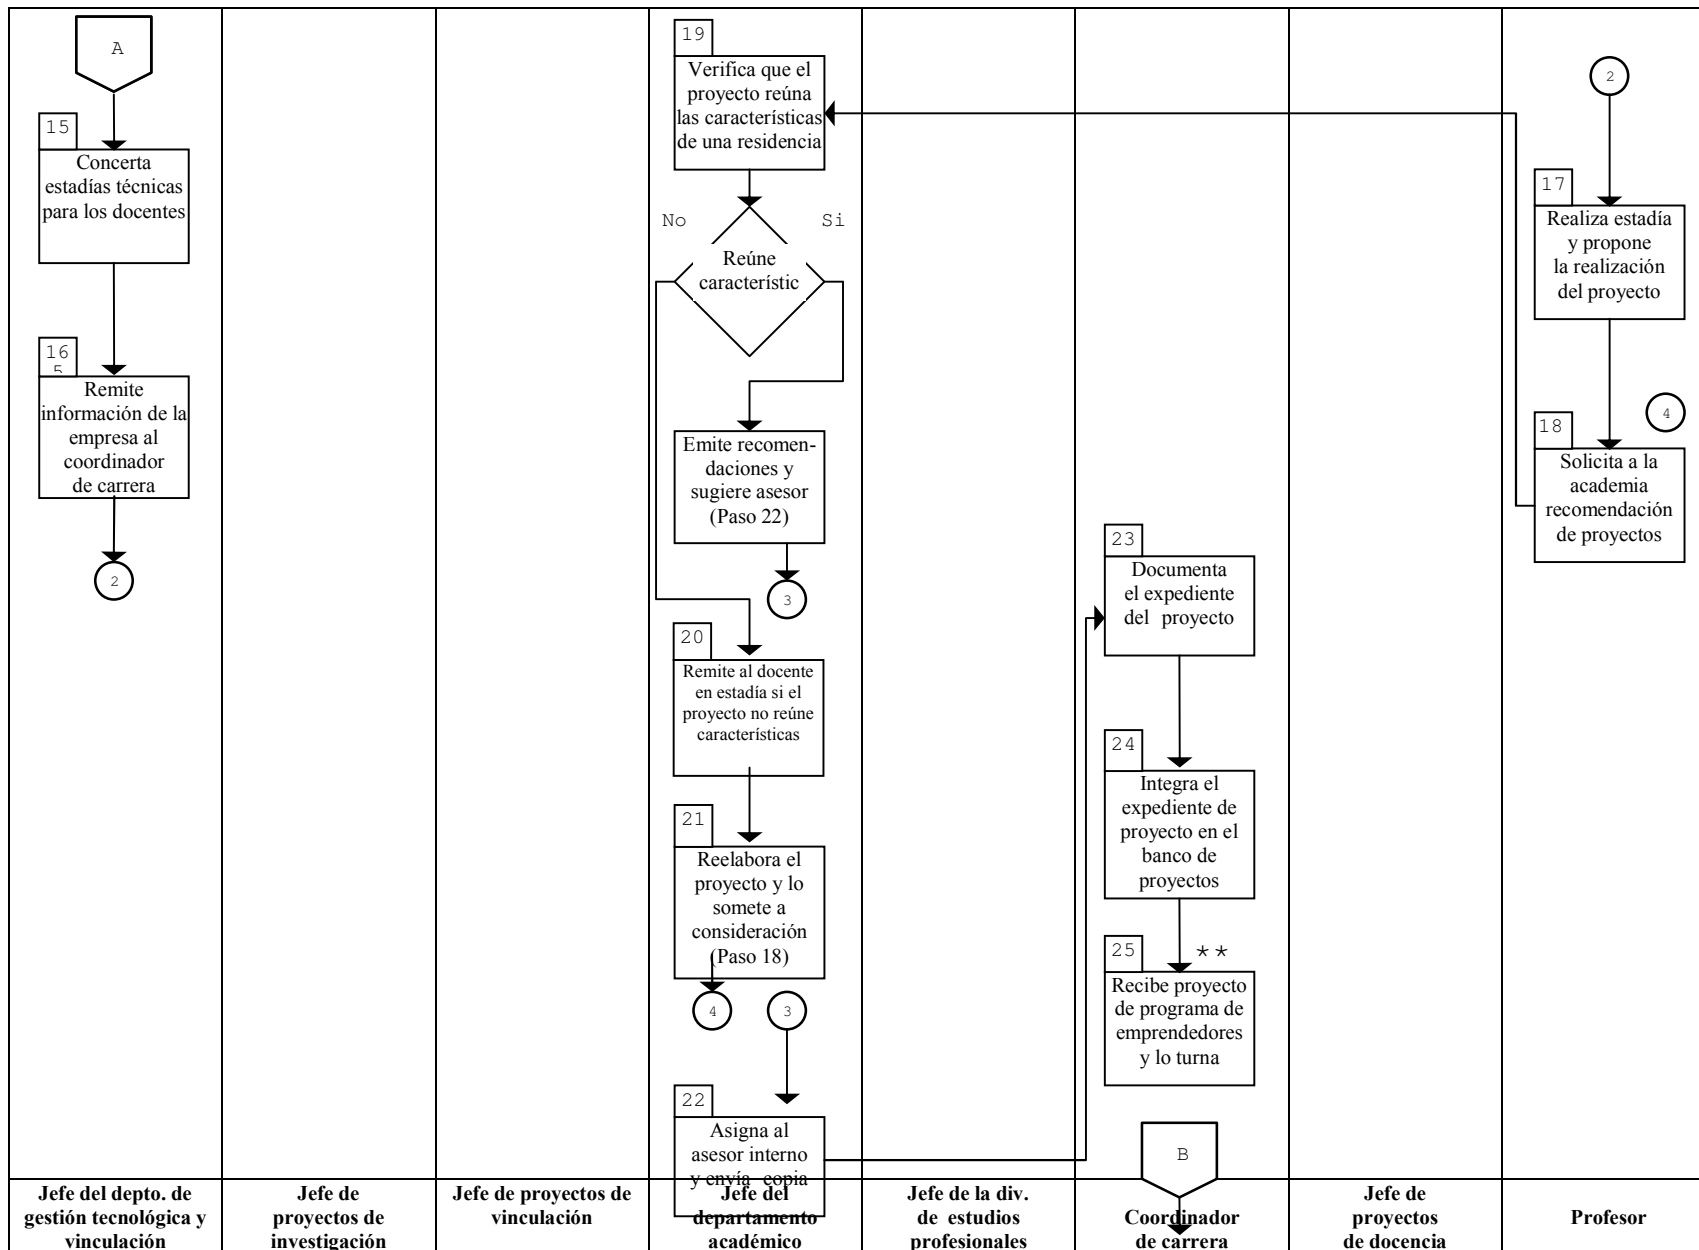 A
15
Concerta
estadías técnicas
para los docentes
16
5
Remite
información de la
empresa al
coordinador
de carrera
2
19
Verifica que el
proyecto reúna
las características
de una residencia
No
Si
Reúne
característic
Emite recomen-
daciones y
sugiere asesor
(Paso 22)
3
20
Remite al docente
en estadía si el
proyecto no reúne
características
21
Reelabora el
proyecto y lo
somete a
consideración
(Paso 18)
4
3
22
Asigna al
asesor interno
y envía copia
23
Documenta
el expediente
del proyecto
24
Integra el
expediente de
proyecto en el
banco de
proyectos
**
25
Recibe proyecto
de programa de
emprendedores
y lo turna
B
2
17
Realiza estadía
y propone
la realización
del proyecto
4
18
Solicita a la
academia
recomendación
de proyectos
Jefe del depto. de
gestión tecnológica y
vinculación
Jefe de
proyectos de
investigación
Jefe de proyectos de
vinculación
Jefe del
departamento
académico
Jefe de la div.
de estudios
profesionales
Coordinador
de carrera
Jefe de
proyectos
de docencia
Profesor